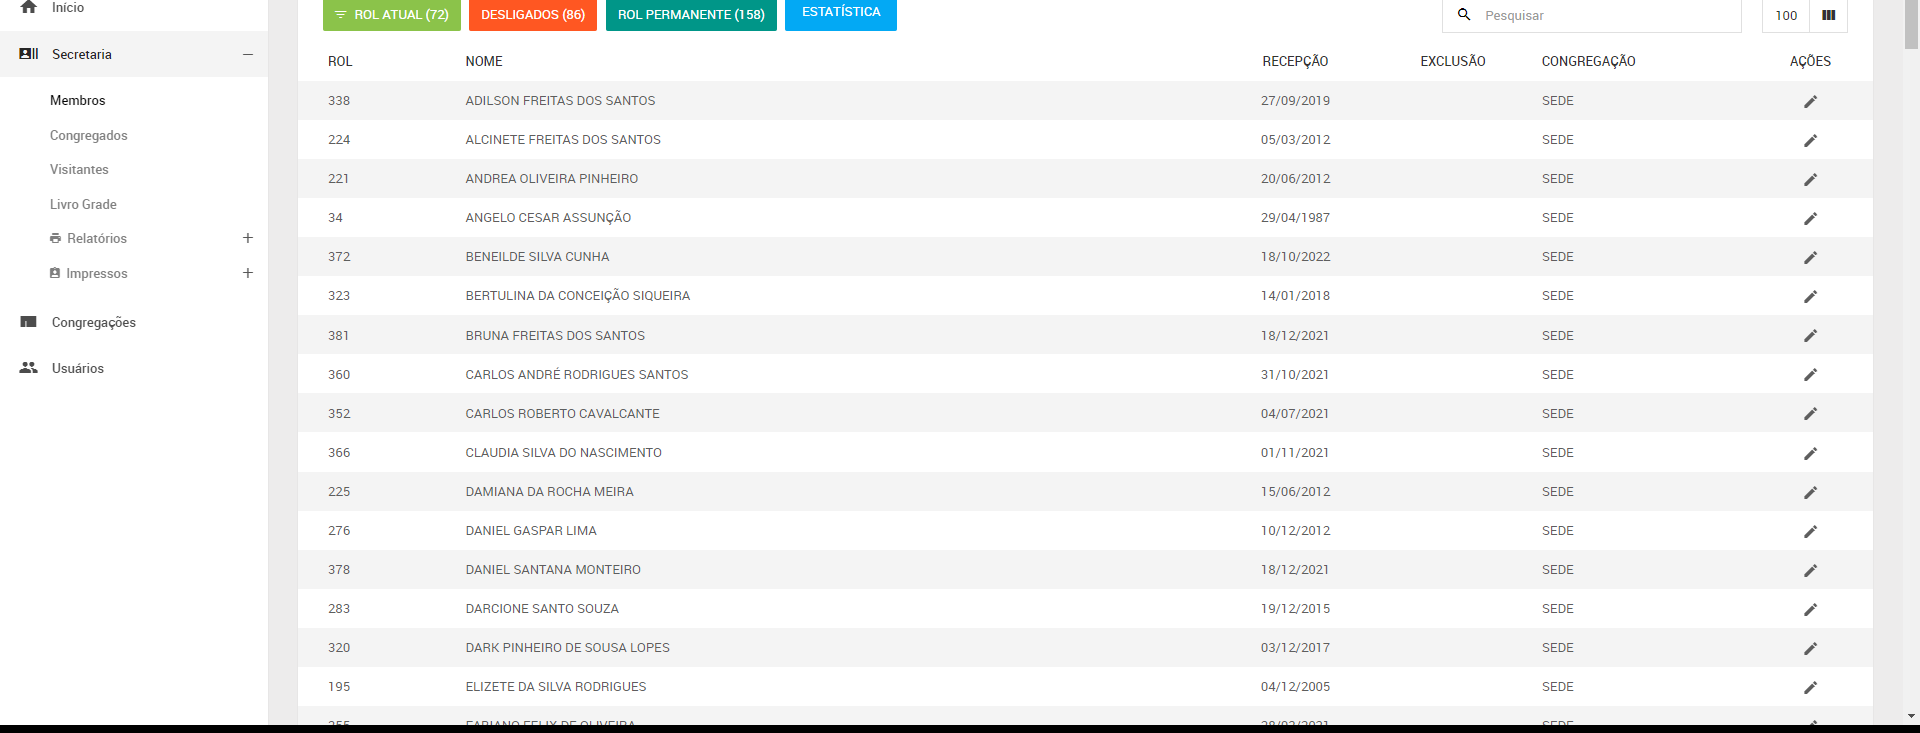 Início
Secretaria
Membros
Congregados
Visitantes
Livro Grade
Relatórios
Impressos
Congregações
Usuários
ROL ATUAL (72) DESLIGADOS (86) ROL PERMANENTE (158) ESTATÍSTICA Pesquisar 100
ROL NOME RECEPÇÃO EXCLUSÃO CONGREGAÇÃO AÇÕES
338 ADILSON FREITAS DOS SANTOS 27/09/2019 SEDE
224 ALCINETE FREITAS DOS SANTOS 05/03/2012 SEDE
221 ANDREA OLIVEIRA PINHEIRO 20/06/2012 SEDE
34 ANGELO CESAR ASSUNÇÃO 29/04/1987 SEDE
372 BENEILDE SILVA CUNHA 18/10/2022 SEDE
323 BERTULINA DA CONCEIÇÃO SIQUEIRA 14/01/2018 SEDE
381 BRUNA FREITAS DOS SANTOS 18/12/2021 SEDE
360 CARLOS ANDRÉ RODRIGUES SANTOS 31/10/2021 SEDE
352 CARLOS ROBERTO CAVALCANTE 04/07/2021 SEDE
366 CLAUDIA SILVA DO NASCIMENTO 01/11/2021 SEDE
225 DAMIANA DA ROCHA MEIRA 15/06/2012 SEDE
276 DANIEL GASPAR LIMA 10/12/2012 SEDE
378 DANIEL SANTANA MONTEIRO 18/12/2021 SEDE
283 DARCIONE SANTO SOUZA 19/12/2015 SEDE
320 DARK PINHEIRO DE SOUSA LOPES 03/12/2017 SEDE
195 ELIZETE DA SILVA RODRIGUES 04/12/2005 SEDE
FABIANO FELIX DE OLIVEIRA SEDE